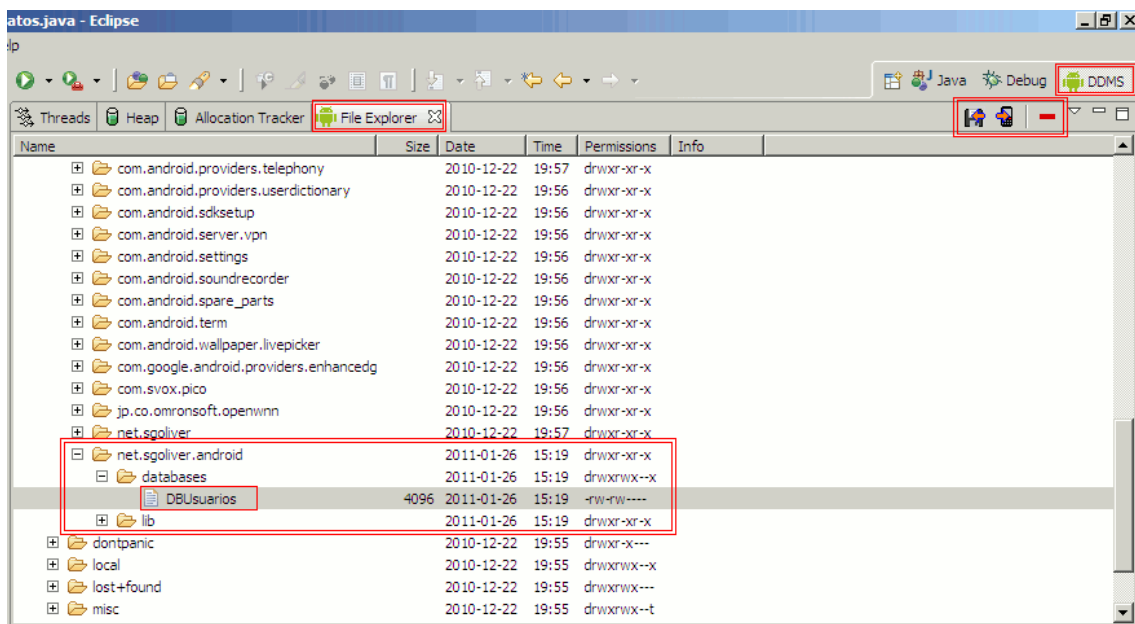 atos.java - Eclipse
elp
Java Debug DDMS
Threads Heap Allocation Tracker File Explorer
Name Size Date Time Permissions Info
com.android.providers.telephony 2010-12-22 19:57 drwxr-xr-x
com.android.providers.userdictionary 2010-12-22 19:56 drwxr-xr-x
com.android.sdksetup 2010-12-22 19:56 drwxr-xr-x
com.android.server.vpn 2010-12-22 19:56 drwxr-xr-x
com.android.settings 2010-12-22 19:56 drwxr-xr-x
com.android.soundrecorder 2010-12-22 19:56 drwxr-xr-x
com.android.spare_parts 2010-12-22 19:56 drwxr-xr-x
com.android.term 2010-12-22 19:56 drwxr-xr-x
com.android.wallpaper.livepicker 2010-12-22 19:56 drwxr-xr-x
com.google.android.providers.enhancedg 2010-12-22 19:56 drwxr-xr-x
com.svox.pico 2010-12-22 19:56 drwxr-xr-x
jp.co.omronsoft.openwnn 2010-12-22 19:56 drwxr-xr-x
net.sgoliver 2010-12-22 19:57 drwxr-xr-x
net.sgoliver.android 2011-01-26 15:19 drwxr-xr-x
databases 2011-01-26 15:19 drwxrwx--x
DBUsuarios 4096 2011-01-26 15:19 -rw-rw----
lib 2011-01-26 15:19 drwxr-xr-x
dontpanic 2010-12-22 19:55 drwxr-x---
local 2010-12-22 19:55 drwxrwx--x
lost+found 2010-12-22 19:55 drwxrwx---
misc 2010-12-22 19:55 drwxrwx--t